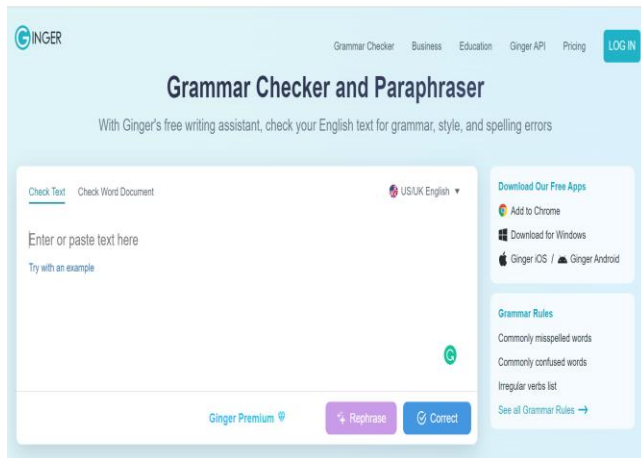 GINGER
Grammar Checker Business Education Ginger API Pricing LOG IN
Grammar Checker and Paraphraser
With Ginger's free writing assistant, check your English text for grammar, style, and spelling errors
Check Text Check Word Document US/UK English
Enter or paste text here
Try with an example
Ginger Premium Rephrase Correct
Download Our Free Apps
Add to Chrome
Download for Windows
Ginger iOS / Ginger Android
Grammar Rules
Commonly misspelled words
Commonly confused words
Irregular verbs list
See all Grammar Rules →